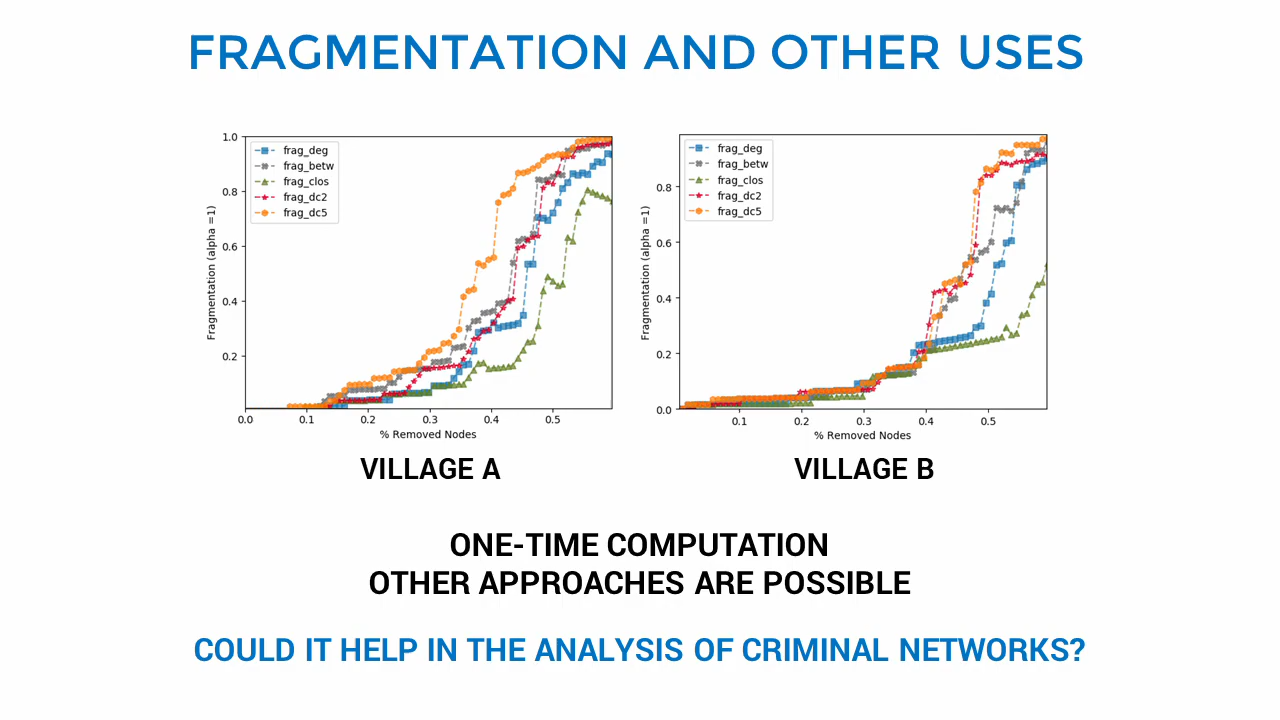 FRAGMENTATION AND OTHER USES
1.0
0.8
0.6
0.4
0.2
Fragmentation (alpha =1)
frag_deg
frag_betw
frag_clos
frag_dc2
frag_dc5
0.0 0.1 0.2 0.3 0.4 0.5
% Removed Nodes
VILLAGE A
0.8
0.6
0.4
0.2
0.0
Fragmentation (alpha =1)
frag_deg
frag_betw
frag_clos
frag_dc2
frag_dc5
0.1 0.2 0.3 0.4 0.5
% Removed Nodes
VILLAGE B
ONE-TIME COMPUTATION
OTHER APPROACHES ARE POSSIBLE
COULD IT HELP IN THE ANALYSIS OF CRIMINAL NETWORKS?